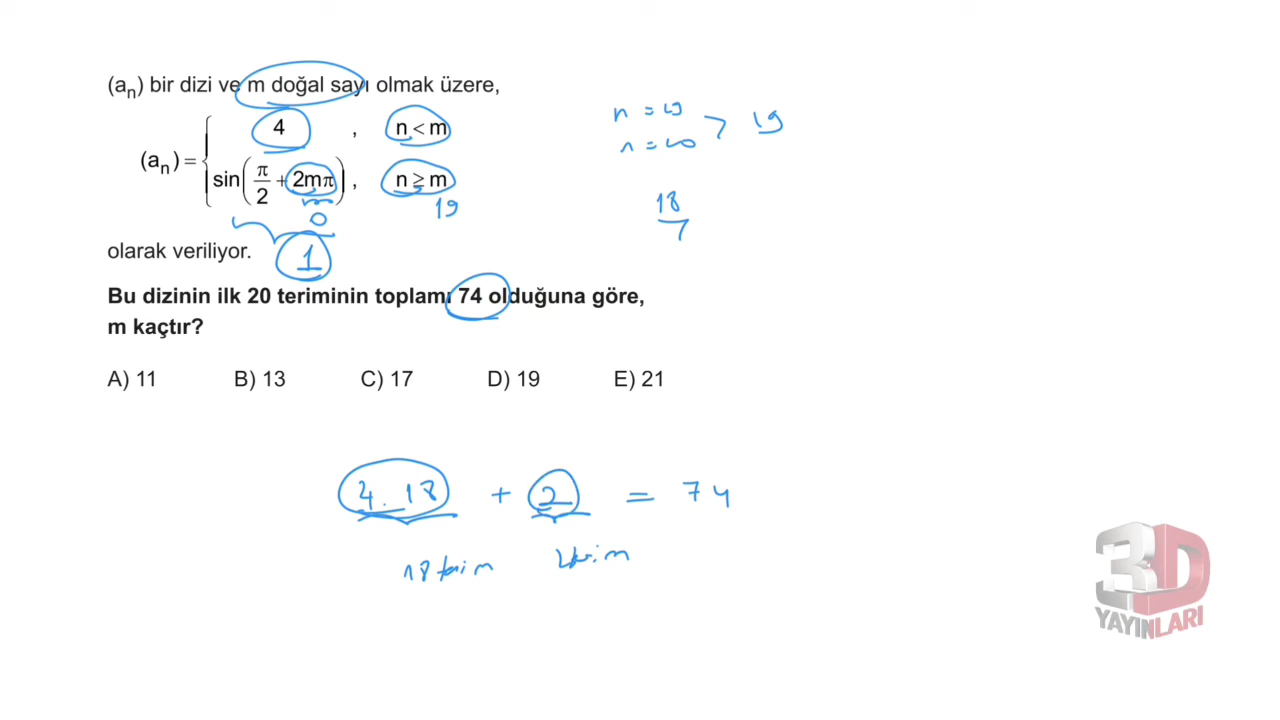 (aₙ) bir dizi ve m doğal sayı olmak üzere,
n = 19
n = 20 > 19
(aₙ) = { 4 , n < m
sin(π/2 + 2mπ) , n ≥ m
19
18
0
1
olarak veriliyor.
Bu dizinin ilk 20 teriminin toplamı 74 olduğuna göre,
m kaçtır?
A) 11 B) 13 C) 17 D) 19 E) 21
4.18 + 2 = 74
18 terim 2terim
3D
YAYINLARI